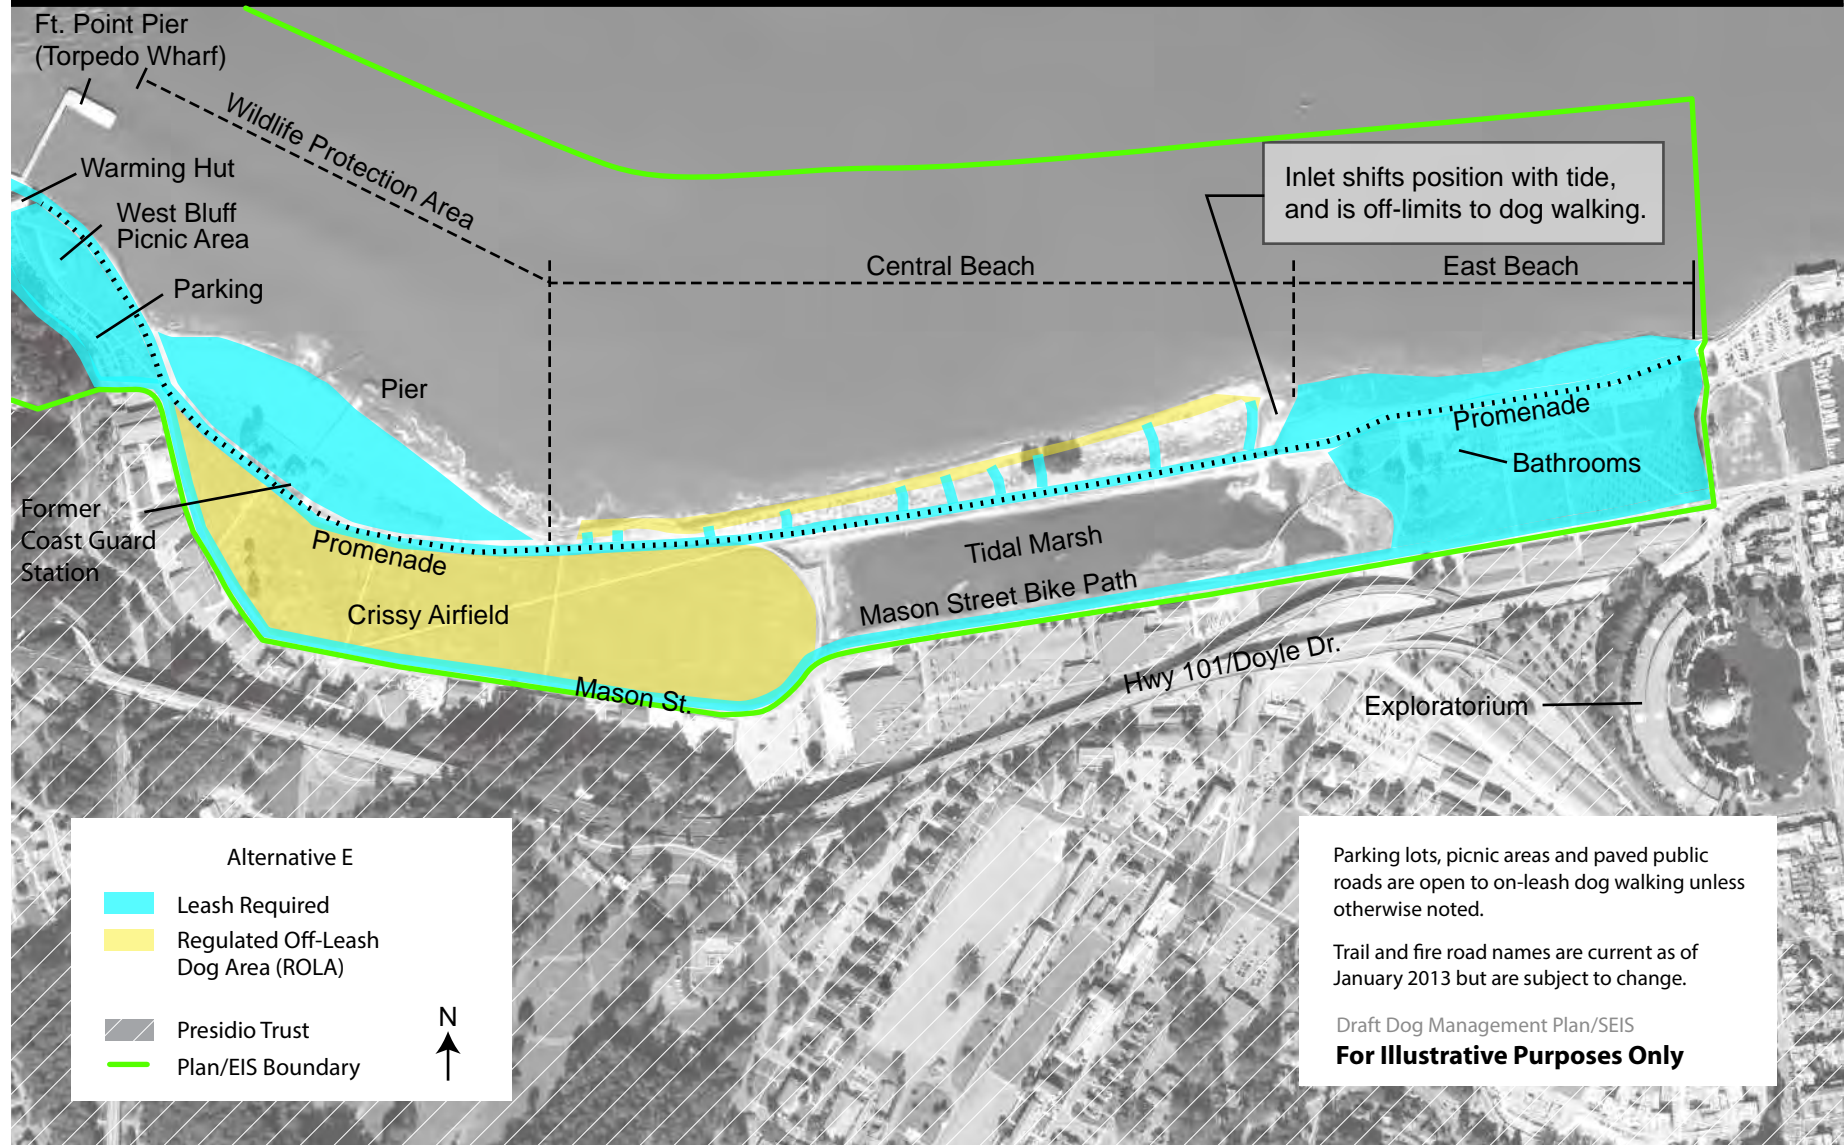 Ft. Point Pier
(Torpedo Wharf)
Wildlife Protection Area
Warming Hut
West Bluff
Picnic Area
Parking
Inlet shifts position with tide,
and is off-limits to dog walking.
Central Beach
East Beach
Pier
Promenade
Bathrooms
Former
Coast Guard
Station
Promenade
Tidal Marsh
Crissy Airfield
Mason Street Bike Path
Mason St.
Hwy 101/Doyle Dr.
Exploratorium
Alternative E
Leash Required
Regulated Off-Leash
Dog Area (ROLA)
Presidio Trust
Plan/EIS Boundary
N
Parking lots, picnic areas and paved public
roads are open to on-leash dog walking unless
otherwise noted.
Trail and fire road names are current as of
January 2013 but are subject to change.
Draft Dog Management Plan/SEIS
For Illustrative Purposes Only